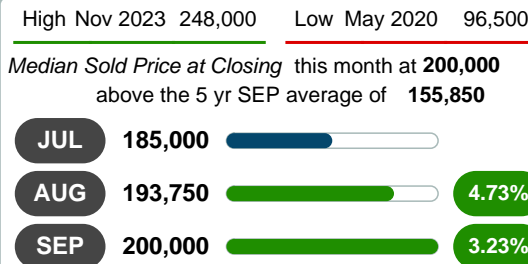 High Nov 2023 248,000 Low May 2020 96,500
Median Sold Price at Closing this month at 200,000
above the 5 yr SEP average of 155,850
JUL 185,000
AUG 193,750 4.73%
SEP 200,000 3.23%